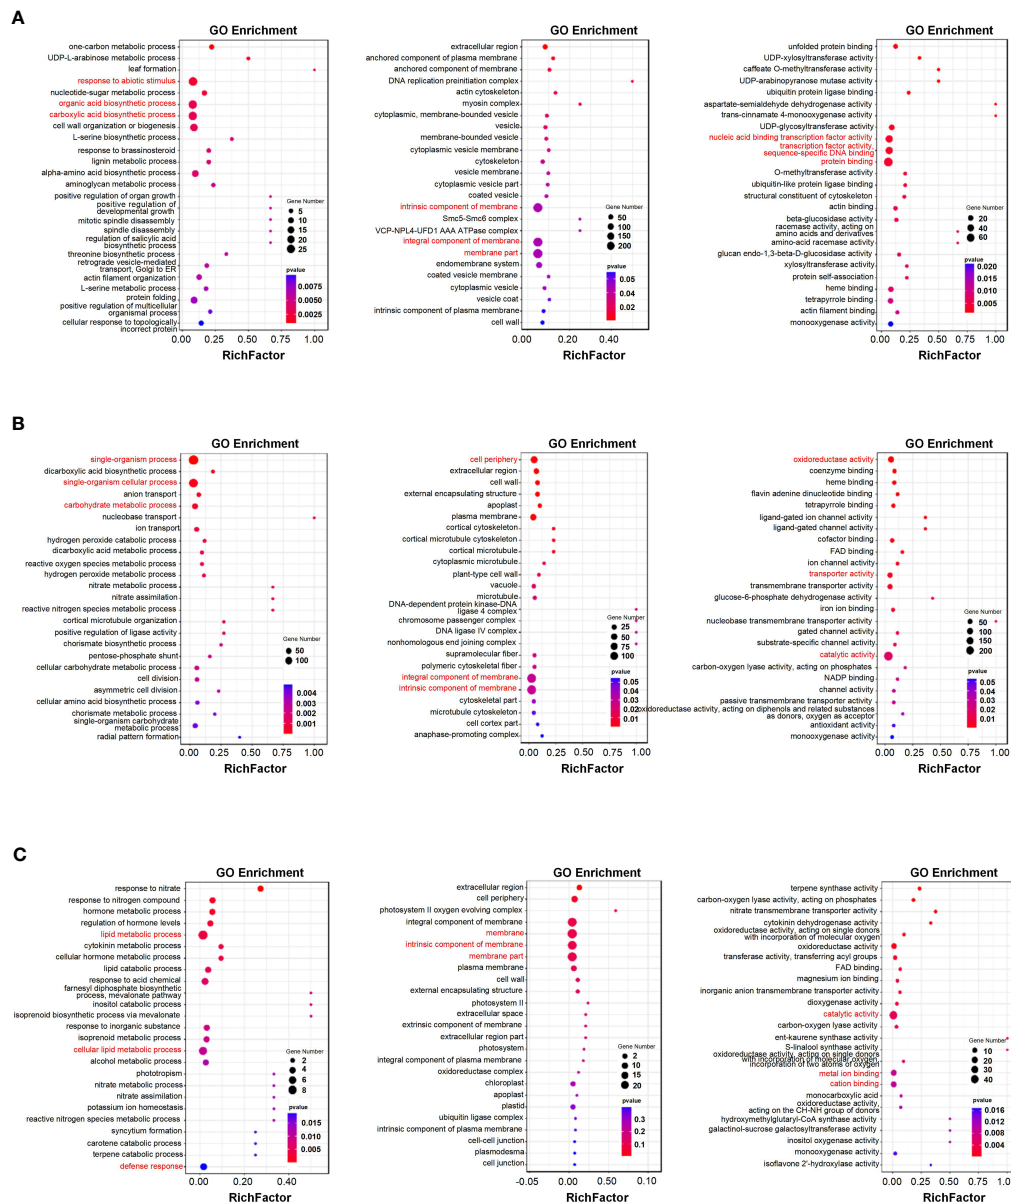 A
GO Enrichment
one-carbon metabolic process
UDP-L-arabinose metabolic process
leaf formation
response to abiotic stimulus
nucleotide-sugar metabolic process
organic acid biosynthetic process
carboxylic acid biosynthetic process
cell wall organization or biogenesis
L-serine biosynthetic process
response to brassinosteroid
lignin metabolic process
alpha-amino acid biosynthetic process
aminoglycan metabolic process
positive regulation of organ growth
positive regulation of
developmental growth
mitotic spindle disassembly
spindle disassembly
regulation of salicylic acid
biosynthetic process
threonine biosynthetic process
retrograde vesicle-mediated
transport, Golgi to ER
actin filament organization
L-serine metabolic process
protein folding
positive regulation of multicellular
organismal process
cellular response to topologically
incorrect protein
Gene Number
5
10
15
20
25
pvalue
0.0075
0.0050
0.0025
0.00 0.25 0.50 0.75 1.00
RichFactor
GO Enrichment
extracellular region
anchored component of plasma membrane
anchored component of membrane
DNA replication preinitiation complex
actin cytoskeleton
myosin complex
cytoplasmic, membrane-bounded vesicle
vesicle
membrane-bounded vesicle
cytoplasmic vesicle membrane
cytoskeleton
vesicle membrane
cytoplasmic vesicle part
coated vesicle
intrinsic component of membrane
Smc5-Smc6 complex
VCP-NPL4-UFD1 AAA ATPase complex
integral component of membrane
membrane part
endomembrane system
coated vesicle membrane
cytoplasmic vesicle
vesicle coat
intrinsic component of plasma membrane
cell wall
Gene Number
50
100
150
200
pvalue
0.05
0.04
0.02
0.00 0.20 0.40
RichFactor
GO Enrichment
unfolded protein binding
UDP-xylosyltransferase activity
caffeate O-methyltransferase activity
UDP-arabinopyranose mutase activity
ubiquitin protein ligase binding
aspartate-semialdehyde dehydrogenase activity
trans-cinnamate 4-monooxygenase activity
UDP-glycosyltransferase activity
nucleic acid binding transcription factor activity
transcription factor activity,
sequence-specific DNA binding
protein binding
O-methyltransferase activity
ubiquitin-like protein ligase binding
structural constituent of cytoskeleton
actin binding
beta-glucosidase activity
racemase activity, acting on
amino acids and derivatives
amino-acid racemase activity
glucan endo-1,3-beta-D-glucosidase activity
xylosyltransferase activity
protein self-association
heme binding
tetrapyrrole binding
actin filament binding
monooxygenase activity
Gene Number
20
40
60
pvalue
0.020
0.015
0.010
0.005
0.00 0.25 0.50 0.75 1.00
RichFactor
B
GO Enrichment
single-organism process
dicarboxylic acid biosynthetic process
single-organism cellular process
anion transport
carbohydrate metabolic process
nucleobase transport
ion transport
hydrogen peroxide catabolic process
dicarboxylic acid metabolic process
reactive oxygen species metabolic process
hydrogen peroxide metabolic process
nitrate metabolic process
nitrate assimilation
reactive nitrogen species metabolic process
cortical microtubule organization
positive regulation of ligase activity
chorismate biosynthetic process
pentose-phosphate shunt
cellular carbohydrate metabolic process
cell division
asymmetric cell division
cellular amino acid biosynthetic process
chorismate metabolic process
single-organism carbohydrate
metabolic process
radial pattern formation
Gene Number
50
100
pvalue
0.004
0.003
0.002
0.001
0.00 0.25 0.50 0.75 1.00
RichFactor
GO Enrichment
cell periphery
extracellular region
cell wall
external encapsulating structure
apoplast
plasma membrane
cortical cytoskeleton
cortical microtubule cytoskeleton
cortical microtubule
cytoplasmic microtubule
plant-type cell wall
vacuole
microtubule
DNA-dependent protein kinase-DNA
ligase 4 complex
chromosome passenger complex
DNA ligase IV complex
nonhomologous end joining complex
supramolecular fiber
polymeric cytoskeletal fiber
integral component of membrane
intrinsic component of membrane
cytoskeletal part
microtubule cytoskeleton
cell cortex part
anaphase-promoting complex
Gene Number
25
50
75
100
pvalue
0.05
0.04
0.03
0.02
0.01
0.00 0.25 0.50 0.75 1.00
RichFactor
GO Enrichment
oxidoreductase activity
coenzyme binding
heme binding
flavin adenine dinucleotide binding
tetrapyrrole binding
ligand-gated ion channel activity
ligand-gated channel activity
cofactor binding
FAD binding
ion channel activity
transporter activity
transmembrane transporter activity
glucose-6-phosphate dehydrogenase activity
iron ion binding
nucleobase transmembrane transporter activity
gated channel activity
substrate-specific channel activity
catalytic activity
carbon-oxygen lyase activity, acting on phosphates
NADP binding
channel activity
passive transmembrane transporter activity
oxidoreductase activity, acting on diphenols and related substances
as donors, oxygen as acceptor
antioxidant activity
monooxygenase activity
Gene Number
50
100
150
200
pvalue
0.05
0.04
0.03
0.02
0.01
0.00 0.25 0.50 0.75 1.00
RichFactor
C
GO Enrichment
response to nitrate
response to nitrogen compound
hormone metabolic process
regulation of hormone levels
lipid metabolic process
cytokinin metabolic process
cellular hormone metabolic process
lipid catabolic process
response to acid chemical
farnesyl diphosphate biosynthetic
process, mevalonate pathway
inositol catabolic process
isoprenoid biosynthetic process via mevalonate
response to inorganic substance
isoprenoid metabolic process
cellular lipid metabolic process
alcohol metabolic process
phototropism
nitrate metabolic process
nitrate assimilation
potassium ion homeostasis
reactive nitrogen species metabolic process
syncytium formation
carotene catabolic process
terpene catabolic process
defense response
Gene Number
2
4
6
8
pvalue
0.015
0.010
0.005
0.00 0.20 0.40
RichFactor
GO Enrichment
extracellular region
cell periphery
photosystem II oxygen evolving complex
integral component of membrane
membrane
intrinsic component of membrane
membrane part
plasma membrane
cell wall
external encapsulating structure
photosystem II
extracellular space
extrinsic component of membrane
extracellular region part
photosystem
integral component of plasma membrane
oxidoreductase complex
chloroplast
apoplast
plastid
ubiquitin ligase complex
intrinsic component of plasma membrane
cell-cell junction
plasmodesma
cell junction
Gene Number
2
10
15
20
pvalue
0.3
0.2
0.1
-0.05 0.00 0.05 0.10
RichFactor
GO Enrichment
terpene synthase activity
carbon-oxygen lyase activity, acting on phosphates
nitrate transmembrane transporter activity
cytokinin dehydrogenase activity
oxidoreductase activity, acting on single donors
with incorporation of molecular oxygen
oxidoreductase activity
transferase activity, transferring acyl groups
FAD binding
magnesium ion binding
inorganic anion transmembrane transporter activity
dioxygenase activity
catalytic activity
carbon-oxygen lyase activity
ent-kaurene synthase activity
S-linalool synthase activity
oxidoreductase activity, acting on single donors
with incorporation of molecular oxygen,
incorporation of two atoms of oxygen
metal ion binding
cation binding
monocarboxylic acid
oxidoreductase activity,
acting on the CH-NH group of donors
hydroxymethylglutaryl-CoA synthase activity
galactinol-sucrose galactosyltransferase activity
inositol oxygenase activity
monooxygenase activity
isoflavone 2'-hydroxylase activity
Gene Number
10
20
30
40
pvalue
0.016
0.012
0.008
0.004
0.00 0.25 0.50 0.75 1.00
RichFactor